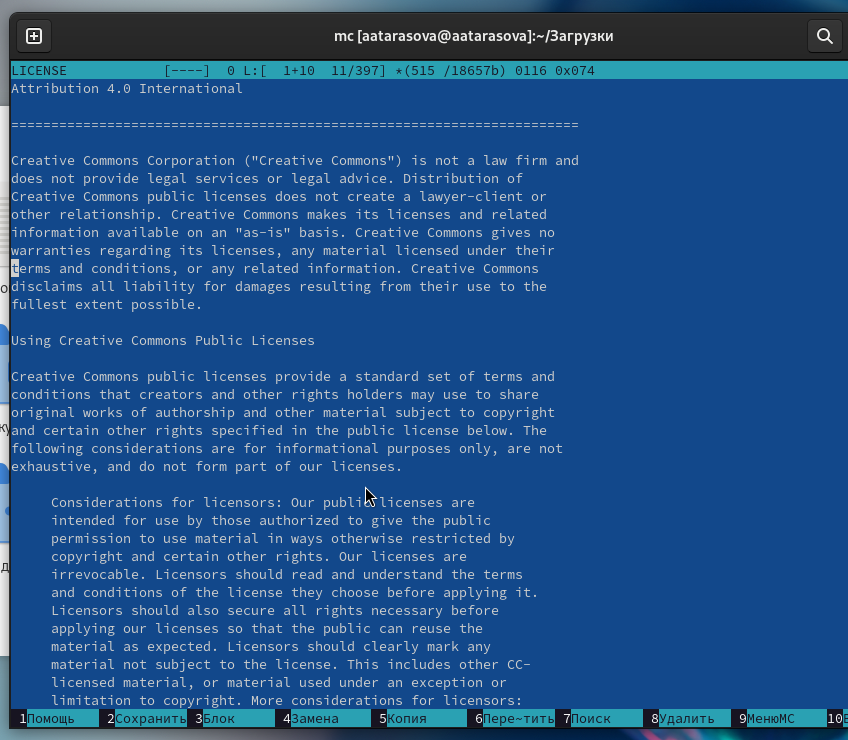 mc [aatarasova@aatarasova]:~/Загрузки
LICENSE [----] 0 L:[ 1+10 11/397] *(515 /18657b) 0116 0x074
Attribution 4.0 International
=======================================================================
Creative Commons Corporation ("Creative Commons") is not a law firm and
does not provide legal services or legal advice. Distribution of
Creative Commons public licenses does not create a lawyer-client or
other relationship. Creative Commons makes its licenses and related
information available on an "as-is" basis. Creative Commons gives no
warranties regarding its licenses, any material licensed under their
terms and conditions, or any related information. Creative Commons
disclaims all liability for damages resulting from their use to the
fullest extent possible.
Using Creative Commons Public Licenses
Creative Commons public licenses provide a standard set of terms and
conditions that creators and other rights holders may use to share
original works of authorship and other material subject to copyright
and certain other rights specified in the public license below. The
following considerations are for informational purposes only, are not
exhaustive, and do not form part of our licenses.
Considerations for licensors: Our public licenses are
intended for use by those authorized to give the public
permission to use material in ways otherwise restricted by
copyright and certain other rights. Our licenses are
irrevocable. Licensors should read and understand the terms
and conditions of the license they choose before applying it.
Licensors should also secure all rights necessary before
applying our licenses so that the public can reuse the
material as expected. Licensors should clearly mark any
material not subject to the license. This includes other CC-
licensed material, or material used under an exception or
limitation to copyright. More considerations for licensors:
1Помощь 2Сохранить 3Блок 4Замена 5Копия 6Пере~тить 7Поиск 8Удалить 9МенюMC 10